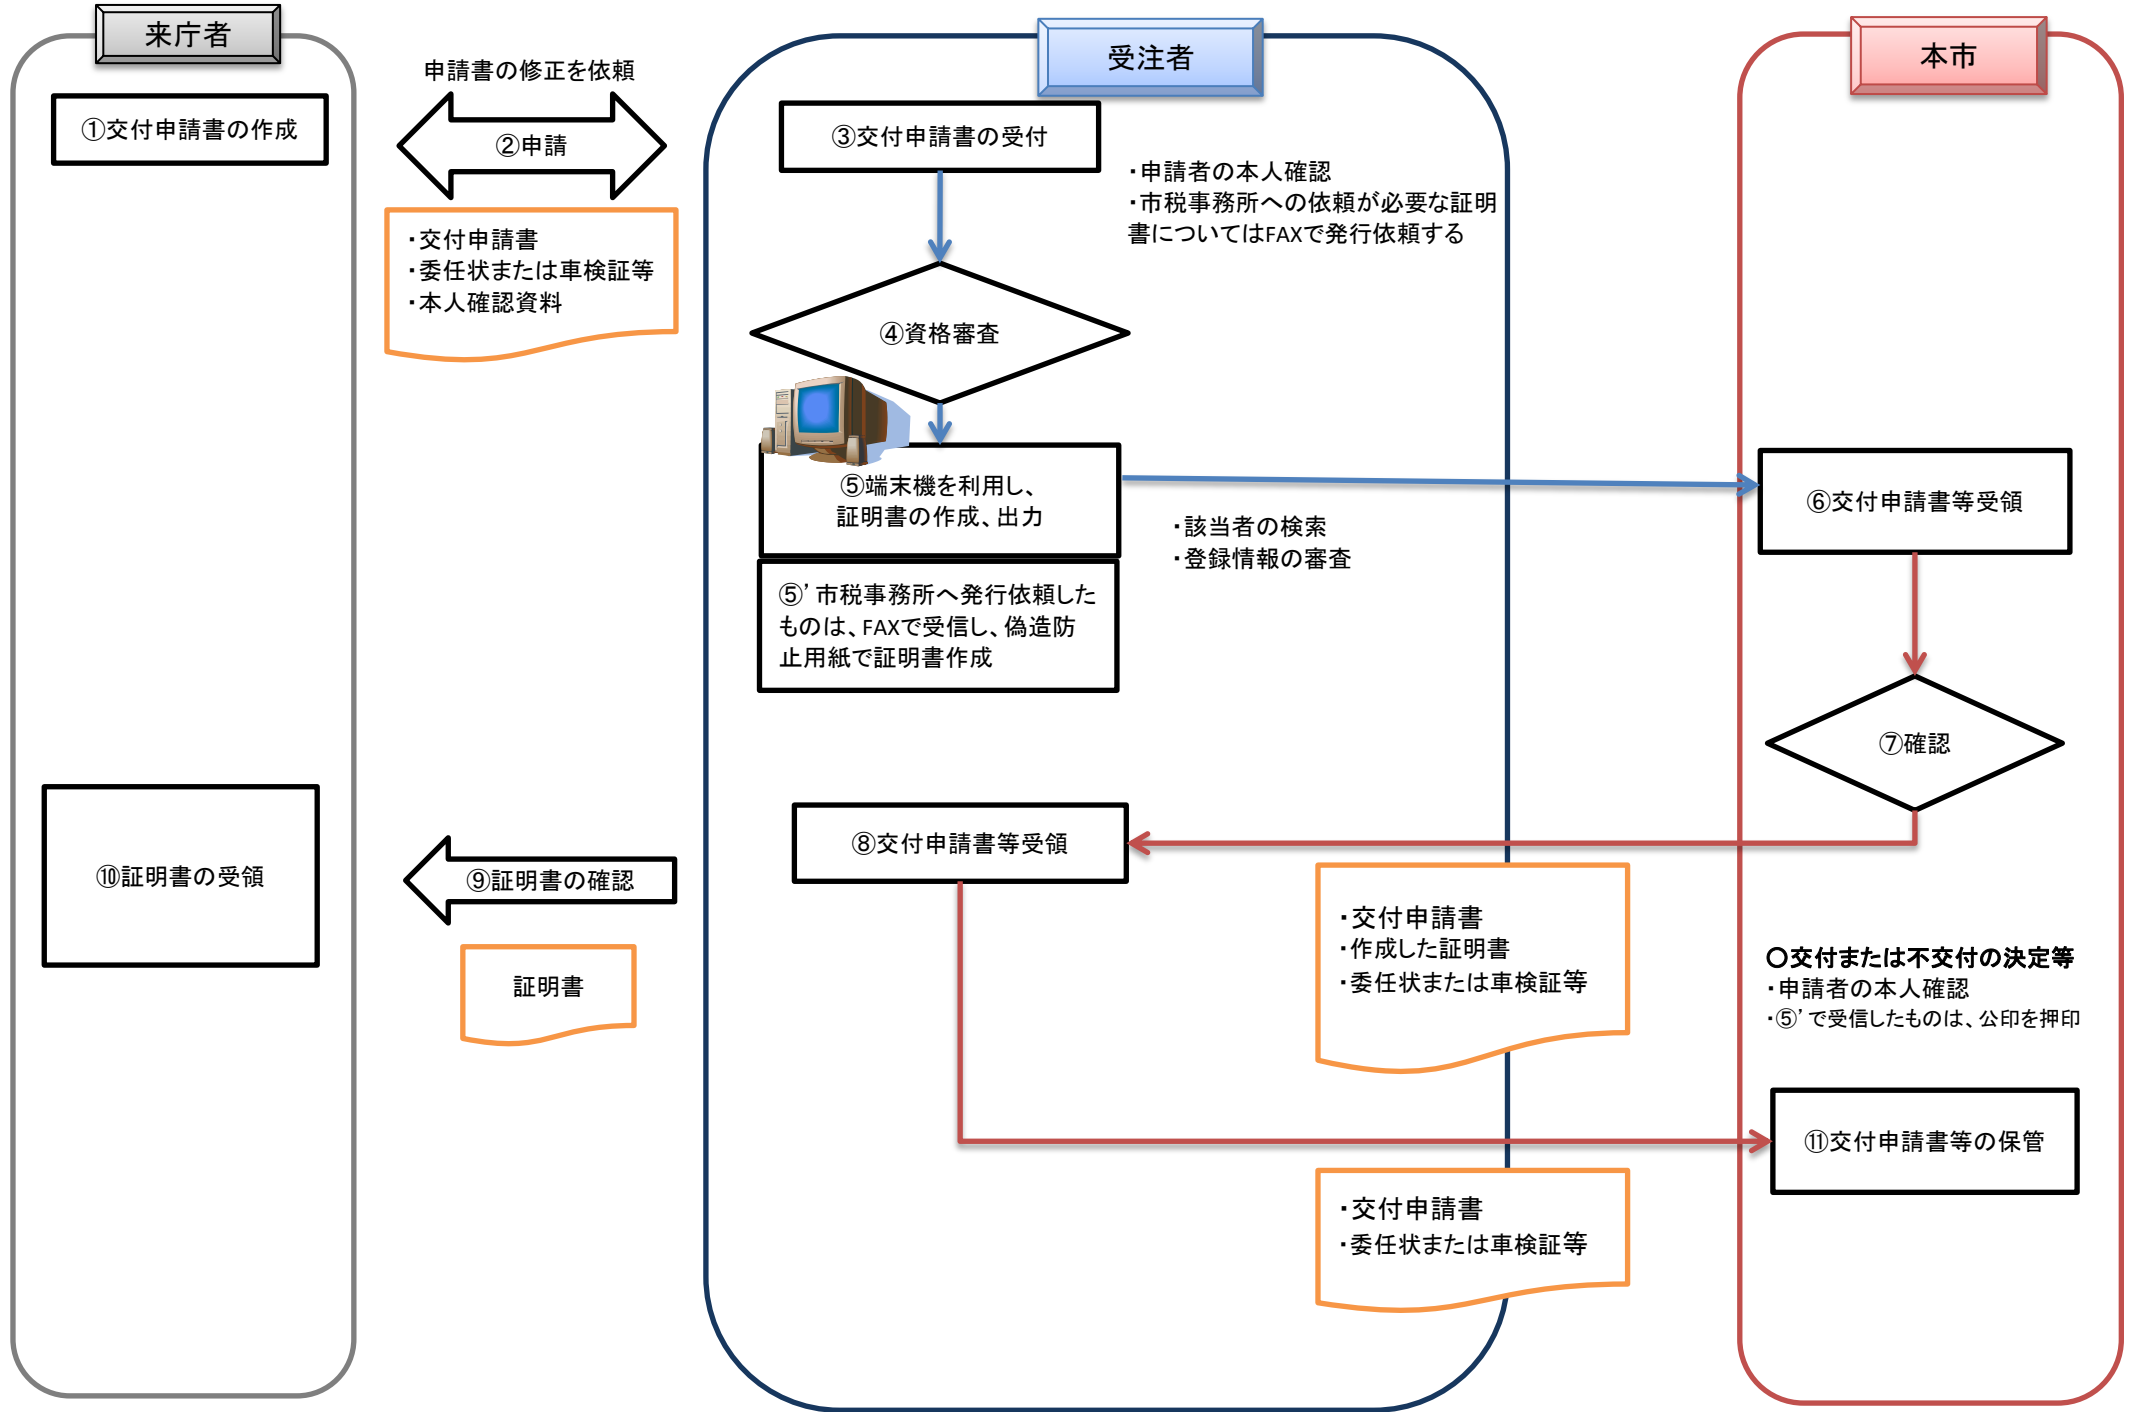 来庁者
受注者
本市
申請書の修正を依頼
①交付申請書の作成
②申請
・交付申請書
・委任状または車検証等
・本人確認資料
③交付申請書の受付
・申請者の本人確認
・市税事務所への依頼が必要な証明
書についてはFAXで発行依頼する
④資格審査
⑤端末機を利用し、
証明書の作成、出力
・該当者の検索
・登録情報の審査
⑤’市税事務所へ発行依頼した
ものは、FAXで受信し、偽造防
止用紙で証明書作成
⑥交付申請書等受領
⑦確認
⑧交付申請書等受領
⑨証明書の確認
証明書
⑩証明書の受領
・交付申請書
・作成した証明書
・委任状または車検証等
○交付または不交付の決定等
・申請者の本人確認
・⑤’で受信したものは、公印を押印
⑪交付申請書等の保管
・交付申請書
・委任状または車検証等